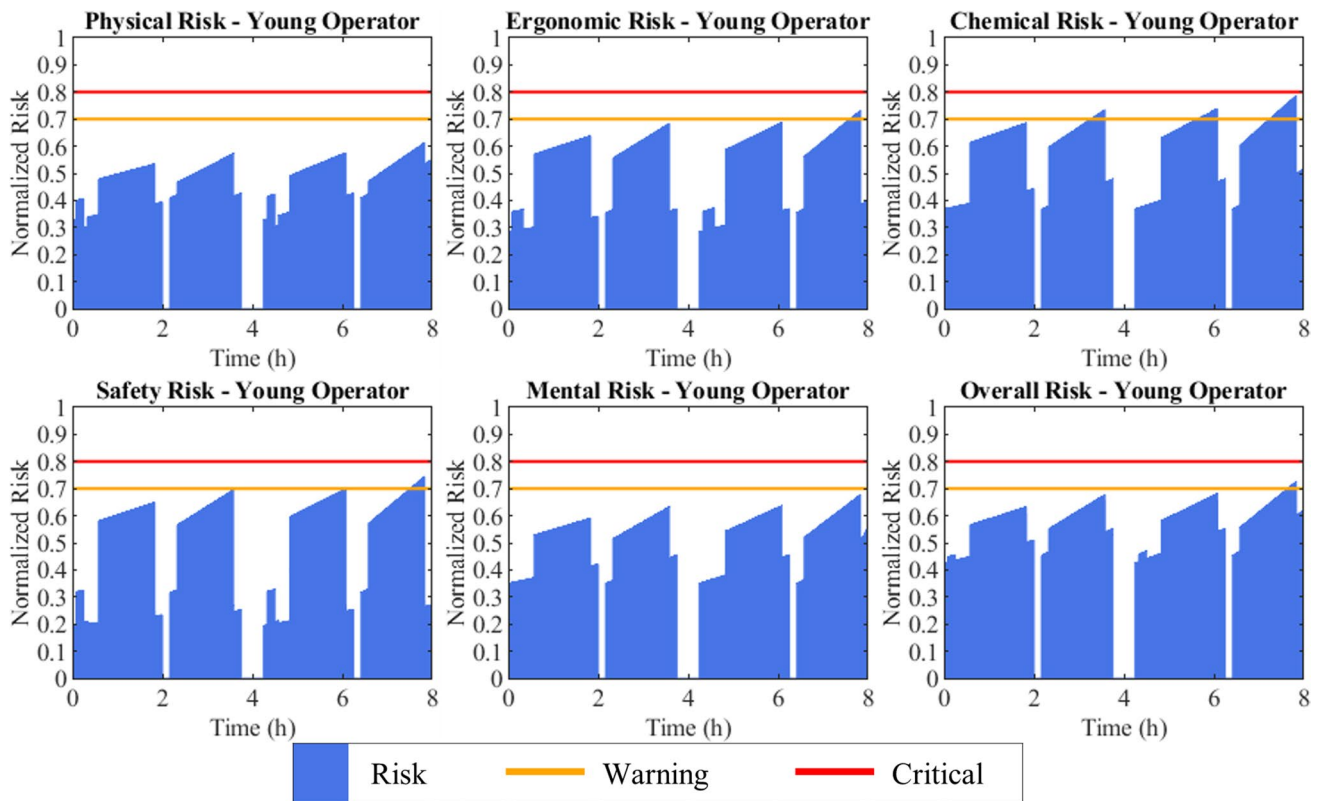 Physical Risk - Young Operator
Normalized Risk
1
0.9
0.8
0.7
0.6
0.5
0.4
0.3
0.2
0.1
0
0 2 4 6 8
Time (h)
Ergonomic Risk - Young Operator
Normalized Risk
1
0.9
0.8
0.7
0.6
0.5
0.4
0.3
0.2
0.1
0
0 2 4 6 8
Time (h)
Chemical Risk - Young Operator
Normalized Risk
1
0.9
0.8
0.7
0.6
0.5
0.4
0.3
0.2
0.1
0
0 2 4 6 8
Time (h)
Safety Risk - Young Operator
Normalized Risk
1
0.9
0.8
0.7
0.6
0.5
0.4
0.3
0.2
0.1
0
0 2 4 6 8
Time (h)
Mental Risk - Young Operator
Normalized Risk
1
0.9
0.8
0.7
0.6
0.5
0.4
0.3
0.2
0.1
0
0 2 4 6 8
Time (h)
Overall Risk - Young Operator
Normalized Risk
1
0.9
0.8
0.7
0.6
0.5
0.4
0.3
0.2
0.1
0
0 2 4 6 8
Time (h)
Risk Warning Critical